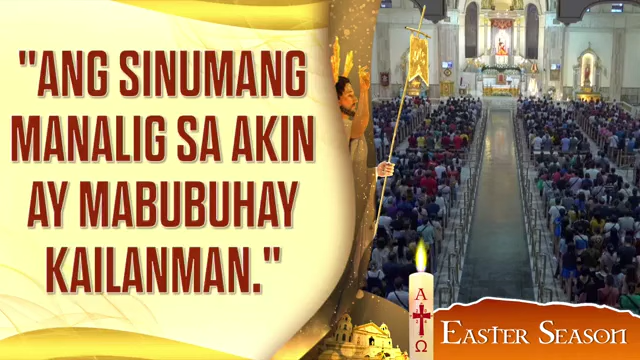 "ANG SINUMANG
MANALIG SA AKIN
AY MABUBUHAY
KAILANMAN."
Α
Ω
EASTER SEASON